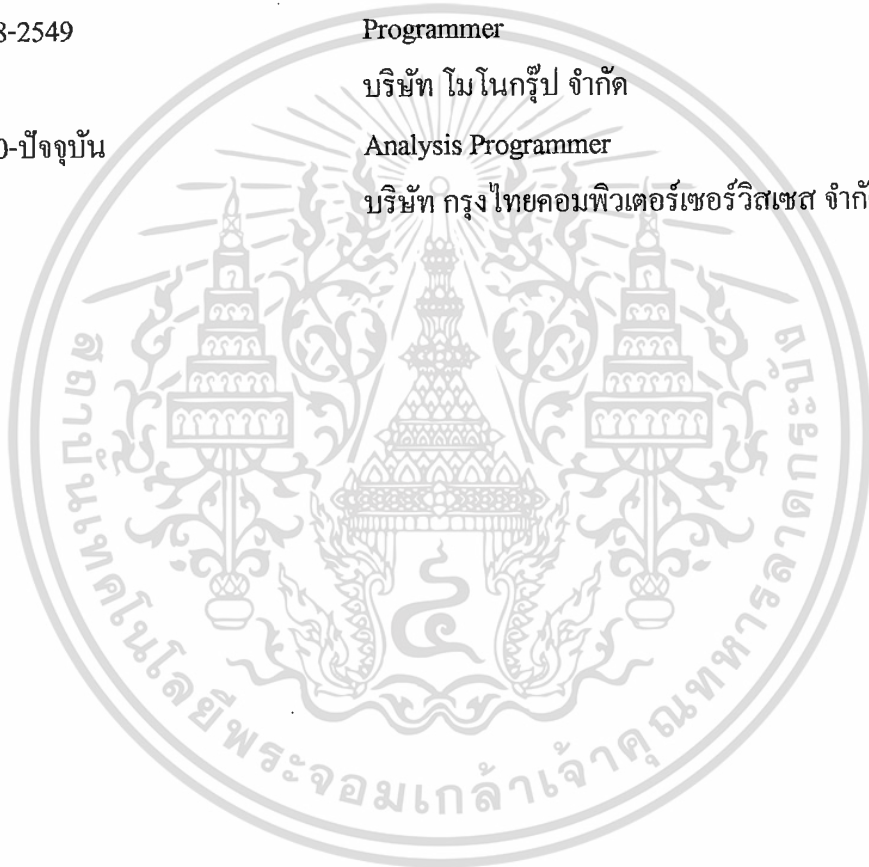 8-2549 Programmer
บริษัท โมโนกรุ๊ป จำกัด
0-ปัจจุบัน Analysis Programmer
บริษัท กรุงไทยคอมพิวเตอร์เซอร์วิสเซส จำกั
สถาบันเทคโนโลยีพระจอมเกล้าเจ้าคุณทหารลาดกระบัง